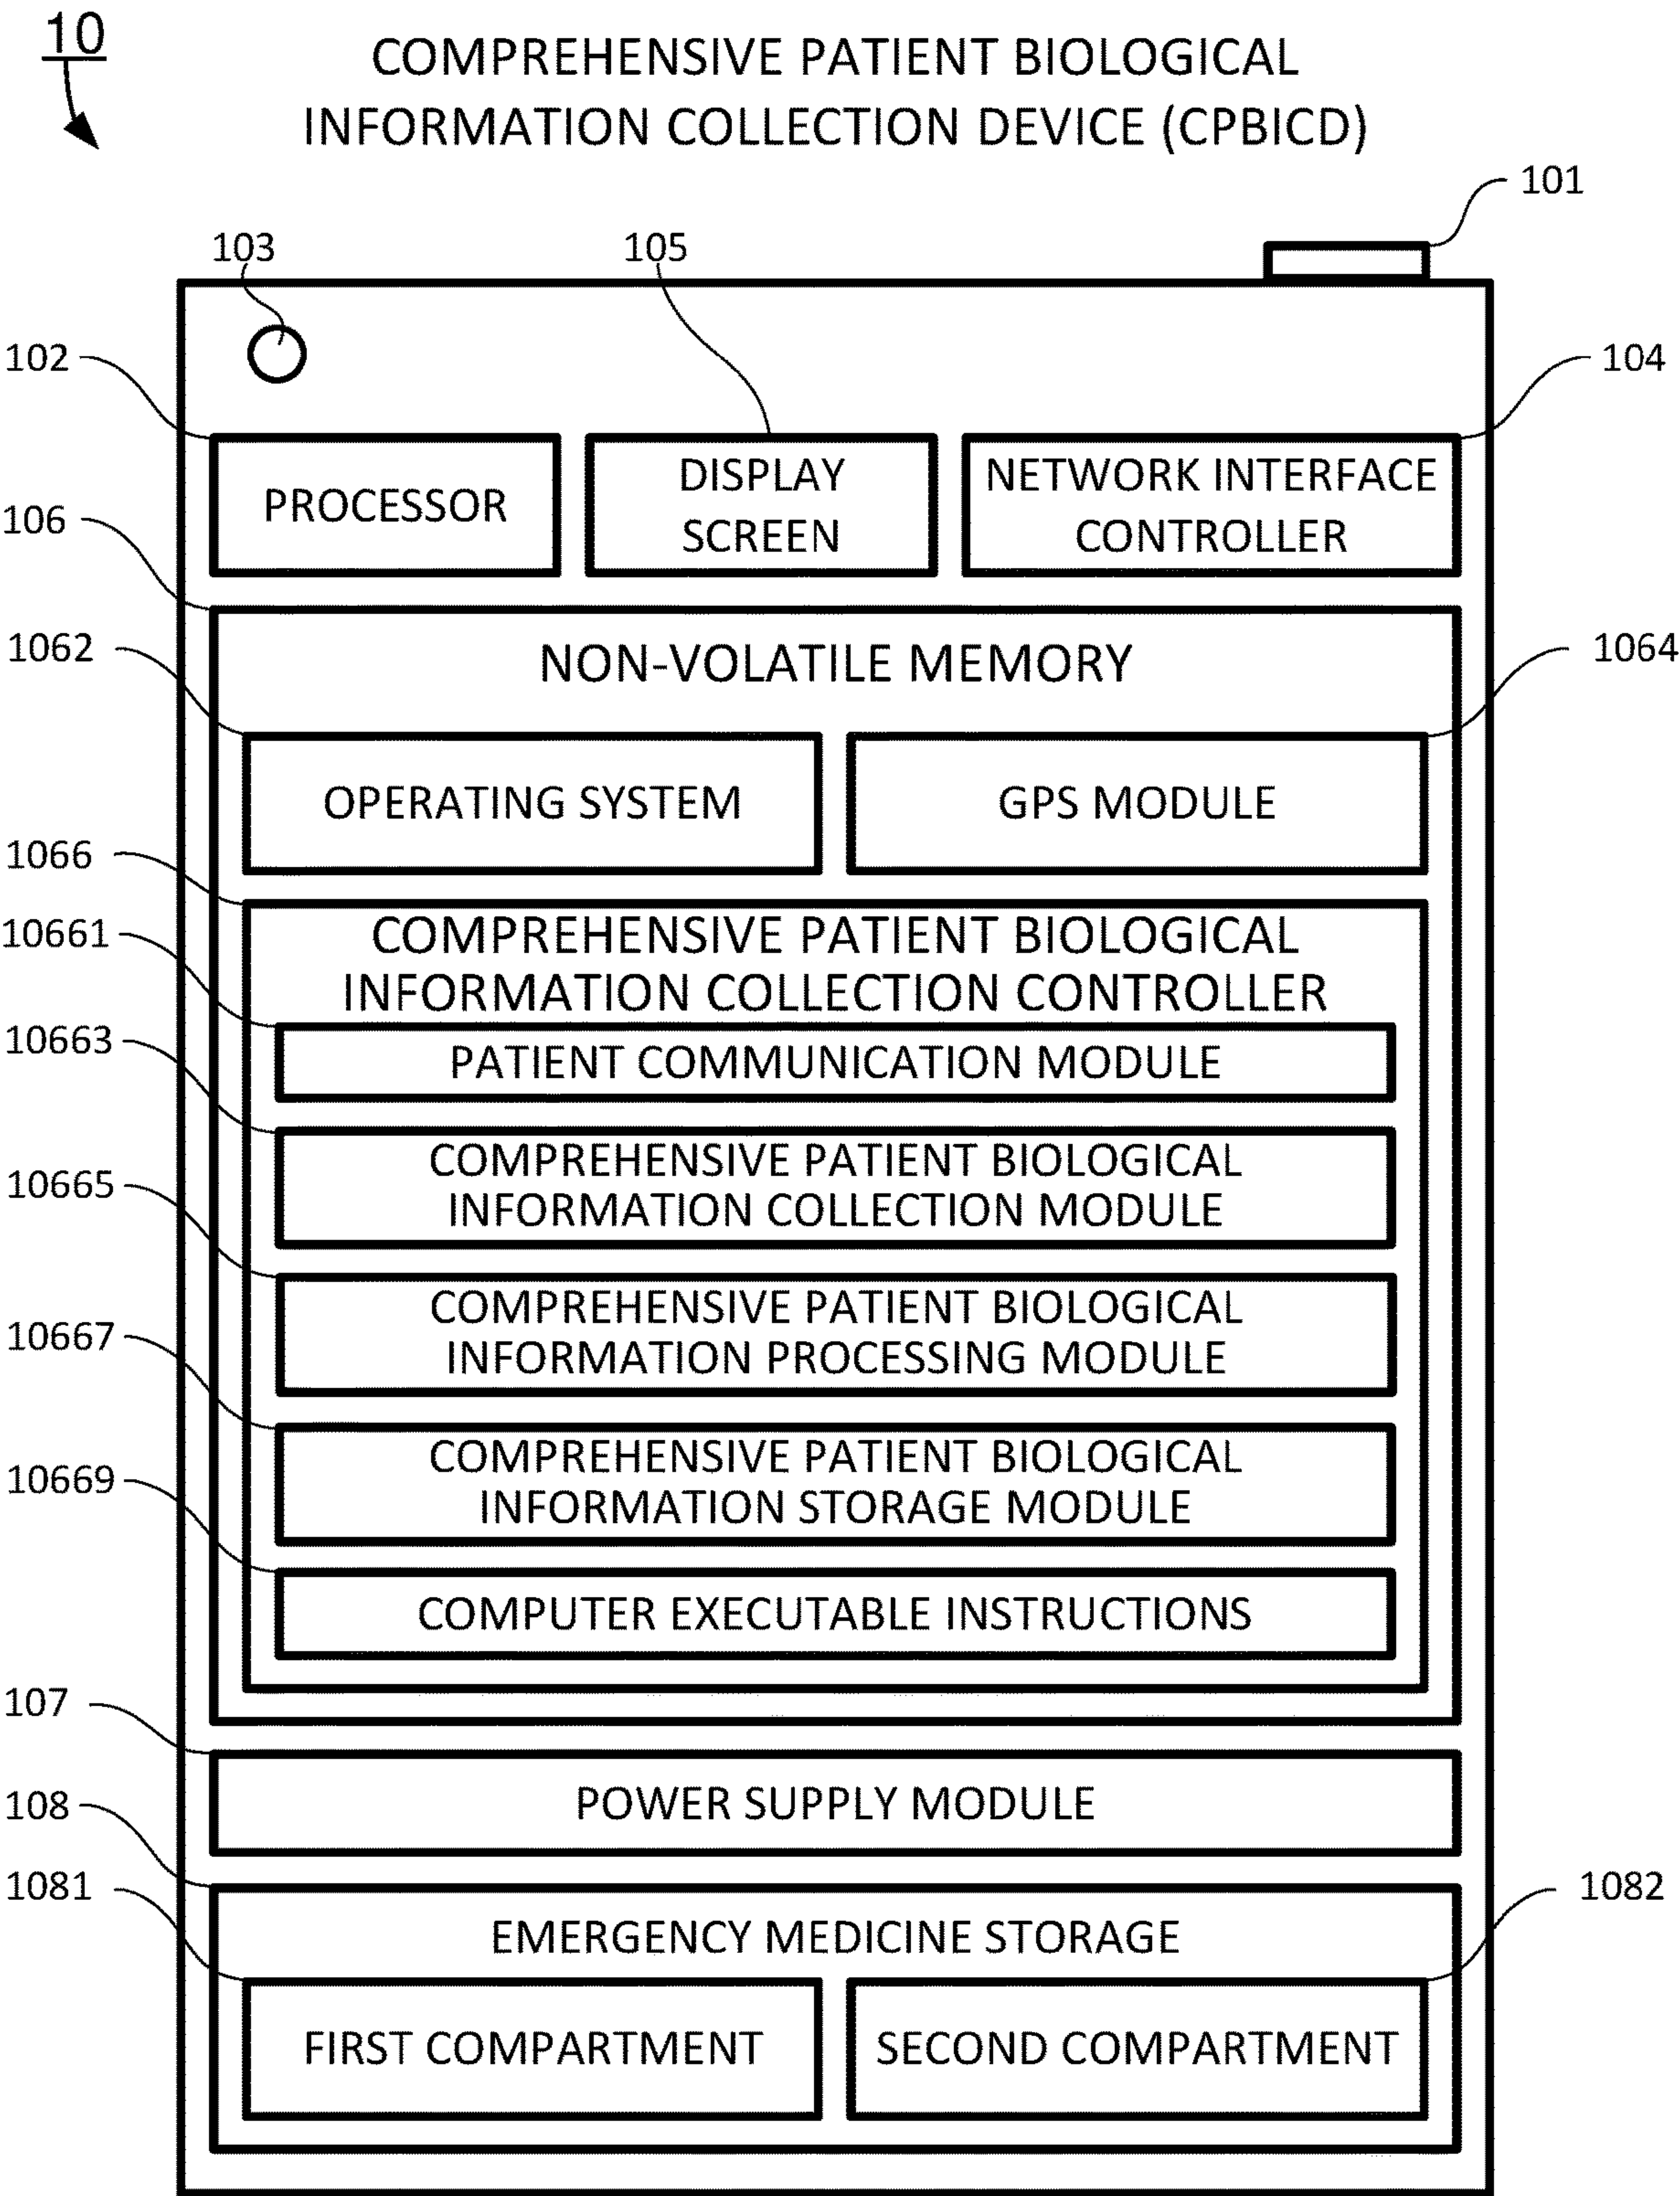 10
COMPREHENSIVE PATIENT BIOLOGICAL
INFORMATION COLLECTION DEVICE (CPBICD)
101
103
105
102
104
PROCESSOR
DISPLAY
SCREEN
NETWORK INTERFACE
CONTROLLER
106
1062
NON-VOLATILE MEMORY
1064
OPERATING SYSTEM
GPS MODULE
1066
COMPREHENSIVE PATIENT BIOLOGICAL
INFORMATION COLLECTION CONTROLLER
10661
PATIENT COMMUNICATION MODULE
10663
COMPREHENSIVE PATIENT BIOLOGICAL
INFORMATION COLLECTION MODULE
10665
COMPREHENSIVE PATIENT BIOLOGICAL
INFORMATION PROCESSING MODULE
10667
COMPREHENSIVE PATIENT BIOLOGICAL
INFORMATION STORAGE MODULE
10669
COMPUTER EXECUTABLE INSTRUCTIONS
107
POWER SUPPLY MODULE
108
1081
EMERGENCY MEDICINE STORAGE
1082
FIRST COMPARTMENT
SECOND COMPARTMENT